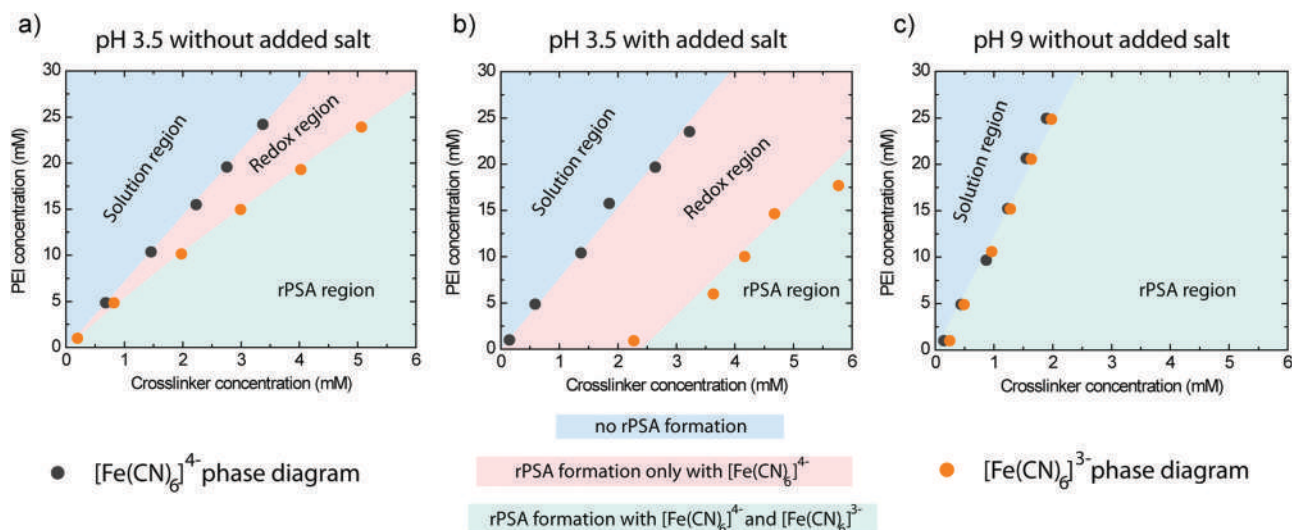 a)
pH 3.5 without added salt
30
25
20
15
10
5
0
PEI concentration (mM)
Solution region
Redox region
rPSA region
0 1 2 3 4 5 6
Crosslinker concentration (mM)
b)
pH 3.5 with added salt
30
25
20
15
10
5
0
PEI concentration (mM)
Solution region
Redox region
rPSA region
0 1 2 3 4 5 6
Crosslinker concentration (mM)
c)
pH 9 without added salt
30
25
20
15
10
5
0
PEI concentration (mM)
Solution region
rPSA region
0 1 2 3 4 5 6
Crosslinker concentration (mM)
[Fe(CN)6]4- phase diagram
no rPSA formation
rPSA formation only with [Fe(CN)6]4-
rPSA formation with [Fe(CN)6]4- and [Fe(CN)6]3-
[Fe(CN)6]3- phase diagram